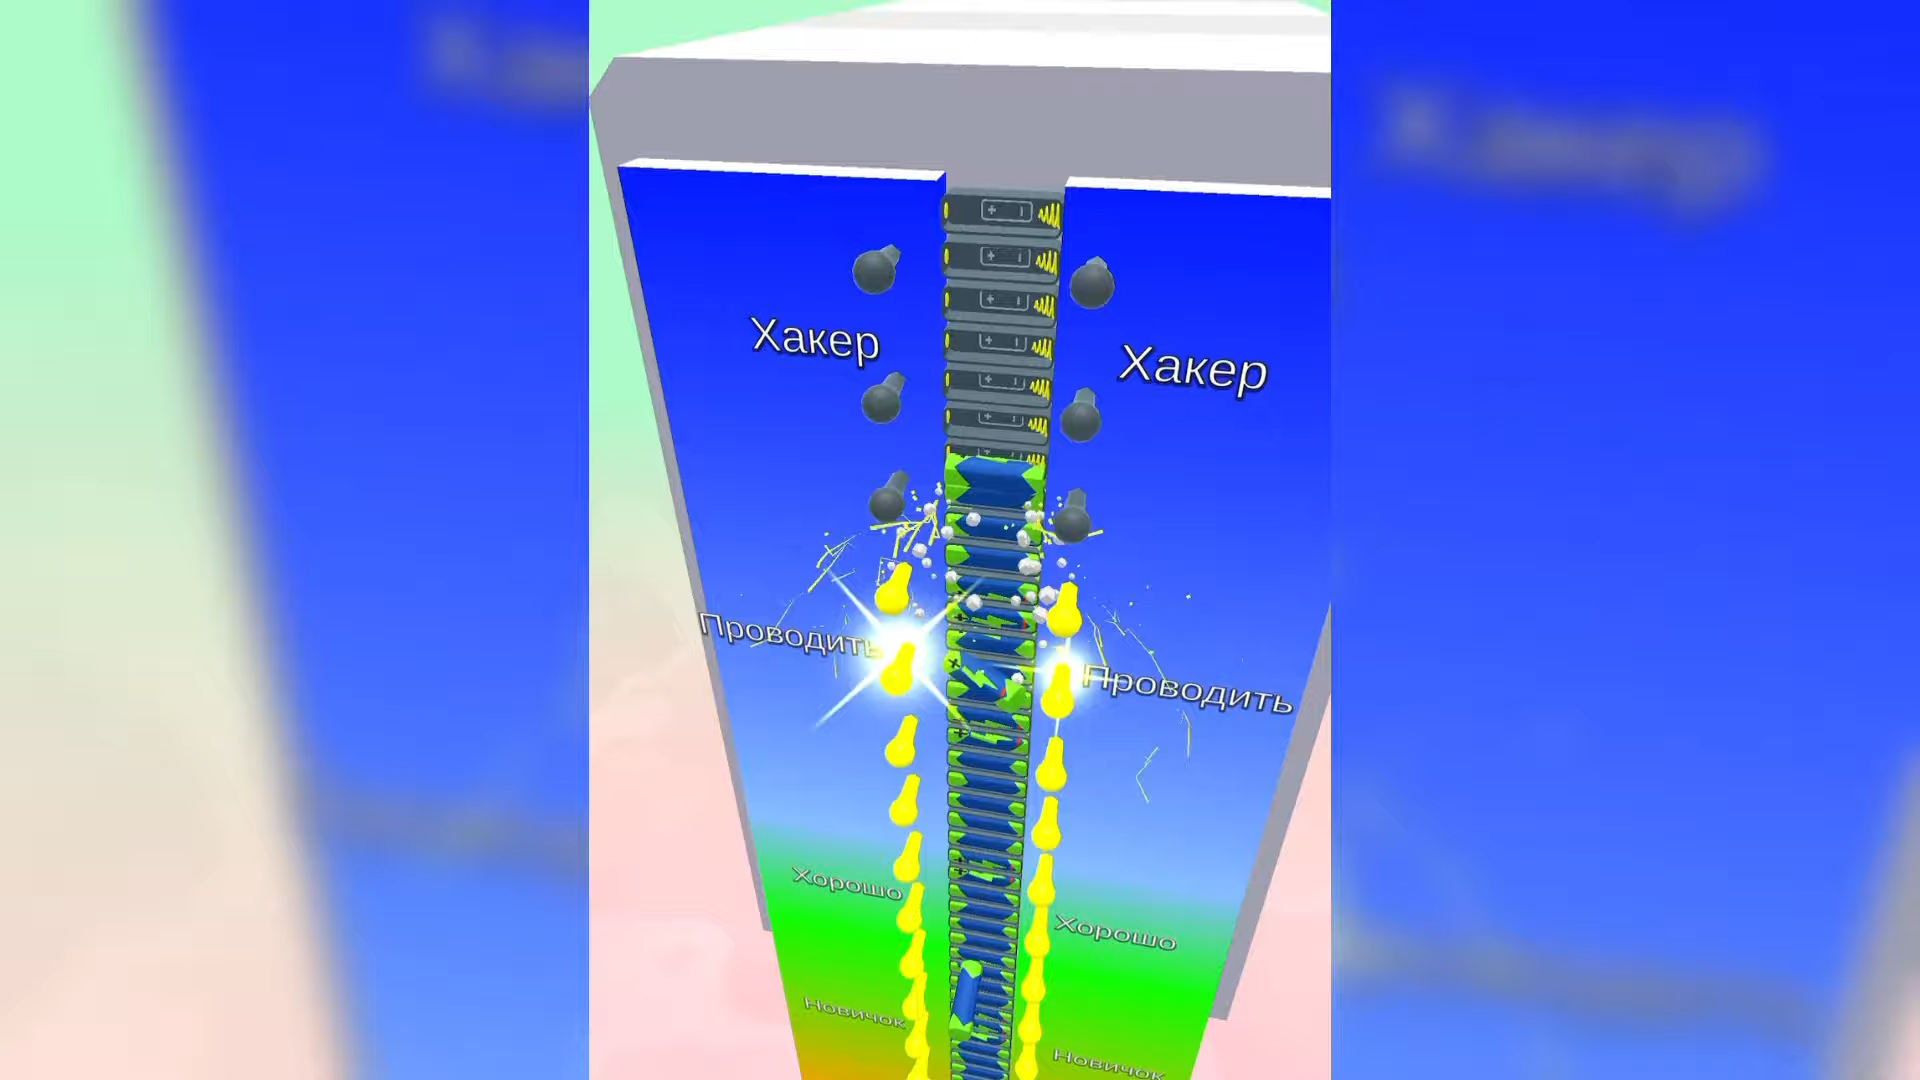 Хакер
Хакер
Проводить
Проводить
Хорошо
Хорошо
Новичок
Новичок